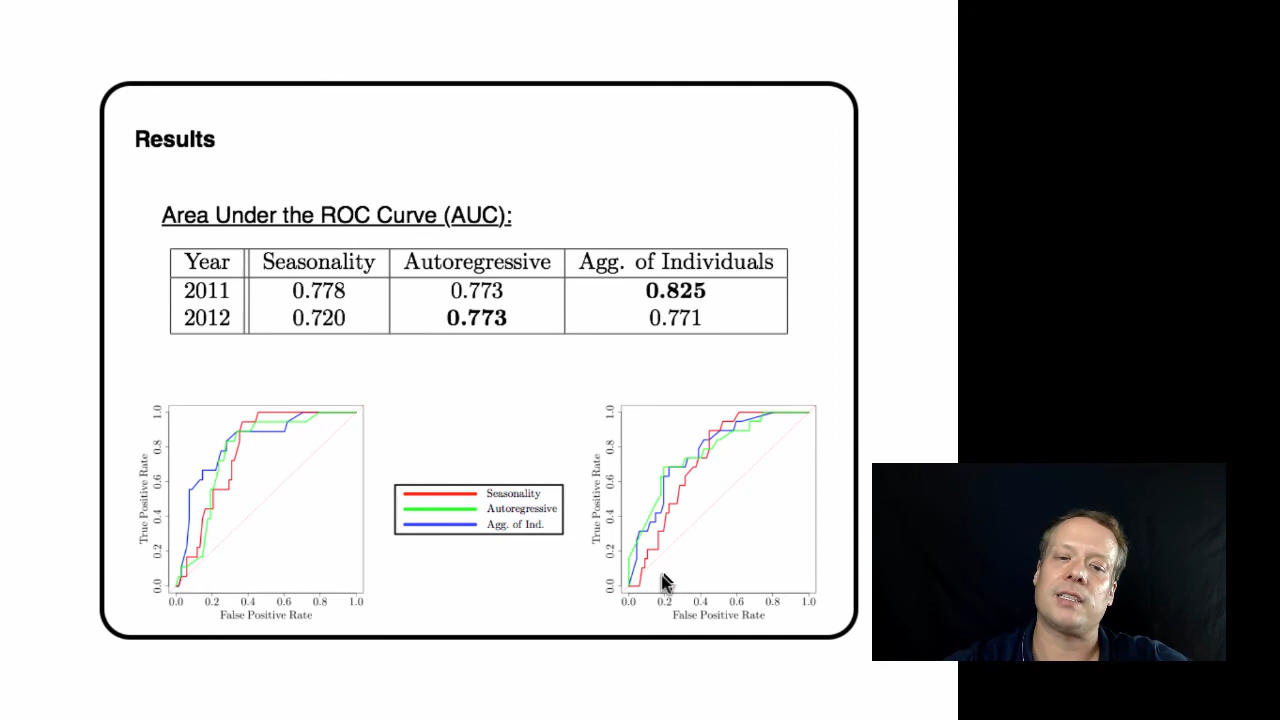 Results
Area Under the ROC Curve (AUC):
Year Seasonality Autoregressive Agg. of Individuals
2011 0.778 0.773 0.825
2012 0.720 0.773 0.771
True Positive Rate
1.0
0.8
0.6
0.4
0.2
0.0
0.0 0.2 0.4 0.6 0.8 1.0
False Positive Rate
Seasonality
Autoregressive
Agg. of Ind.
True Positive Rate
1.0
0.8
0.6
0.4
0.2
0.0
0.0 0.2 0.4 0.6 0.8 1.0
False Positive Rate